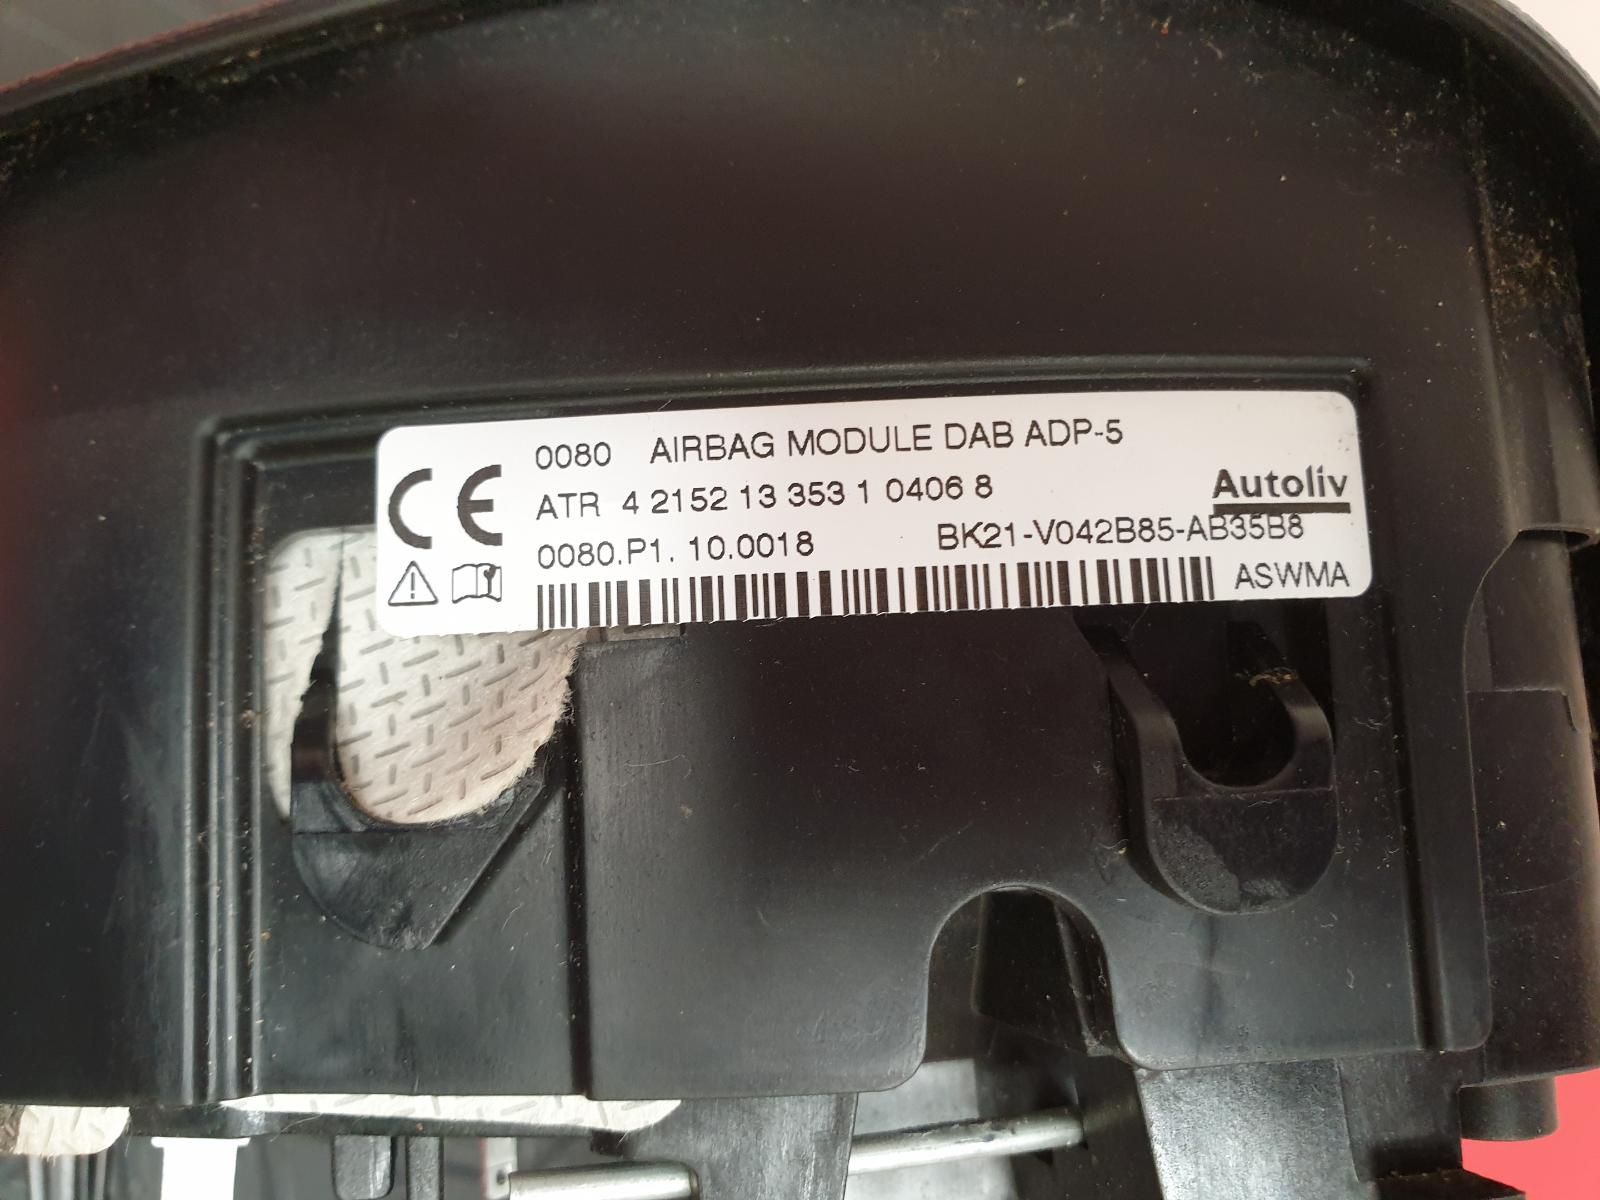 0080 AIRBAG MODULE DAB ADP-5
CE
ATR 4 2152 13 353 1 0406 8
Autoliv
0080.P1. 10.0018 BK21-V042B85-AB35B8
ASWMA